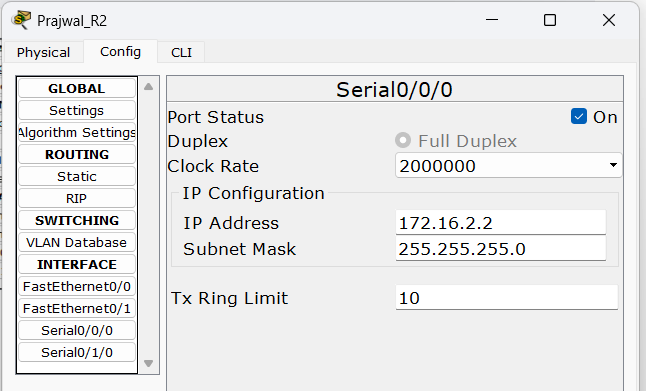 Prajwal_R2
Physical Config CLI
GLOBAL
Settings
Algorithm Settings
ROUTING
Static
RIP
SWITCHING
VLAN Database
INTERFACE
FastEthernet0/0
FastEthernet0/1
Serial0/0/0
Serial0/1/0
Serial0/0/0
Port Status On
Duplex Full Duplex
Clock Rate 2000000
IP Configuration
IP Address 172.16.2.2
Subnet Mask 255.255.255.0
Tx Ring Limit 10